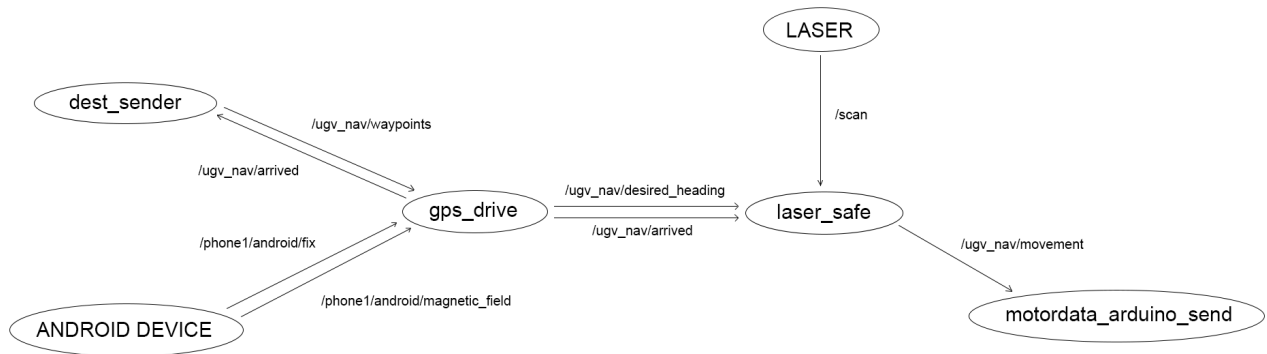 LASER
dest_sender
/ugv_nav/waypoints
/scan
/ugv_nav/arrived
/ugv_nav/desired_heading
gps_drive
laser_safe
/ugv_nav/arrived
/phone1/android/fix
/ugv_nav/movement
/phone1/android/magnetic_field
motordata_arduino_send
ANDROID DEVICE